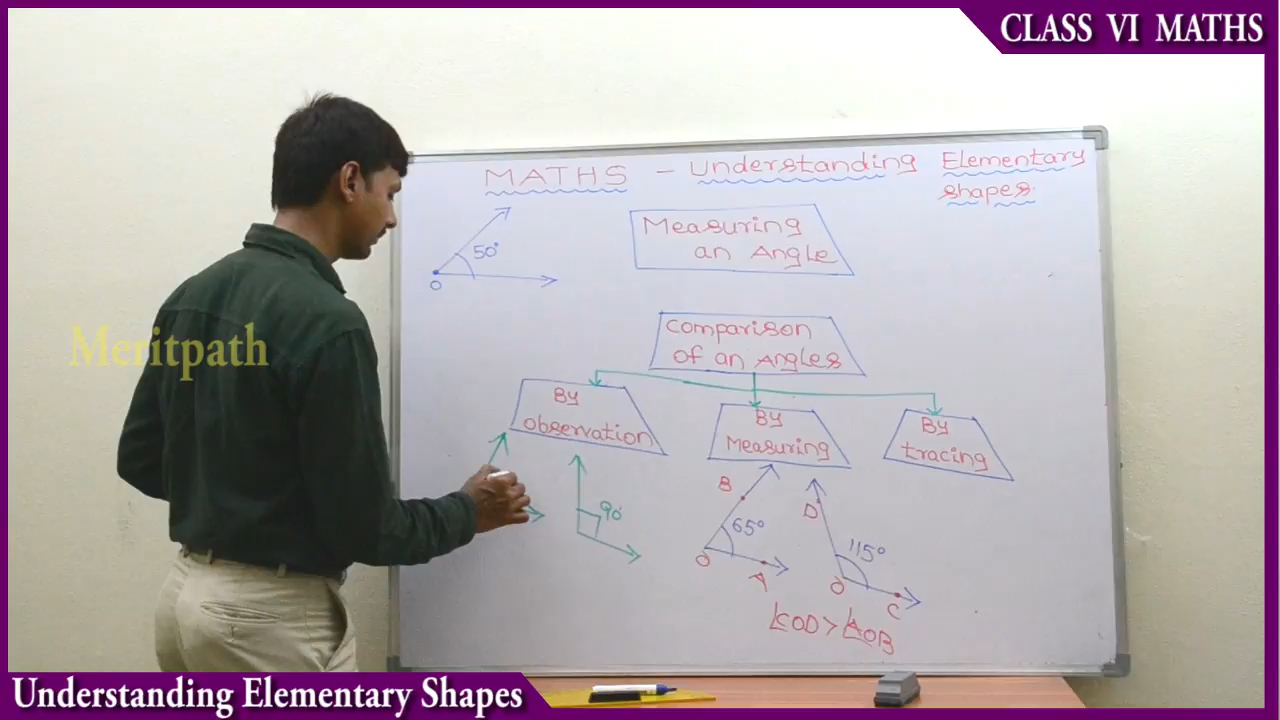 CLASS VI MATHS
MATHS - Understanding Elementary
shapes.
50°
O
Measuring
an Angle
Meritpath
Comparison
of an Angles
By
observation
By
Measuring
By
tracing
90°
B
65°
O
A
D
115°
O
C
∠COD > ∠AOB
Understanding Elementary Shapes